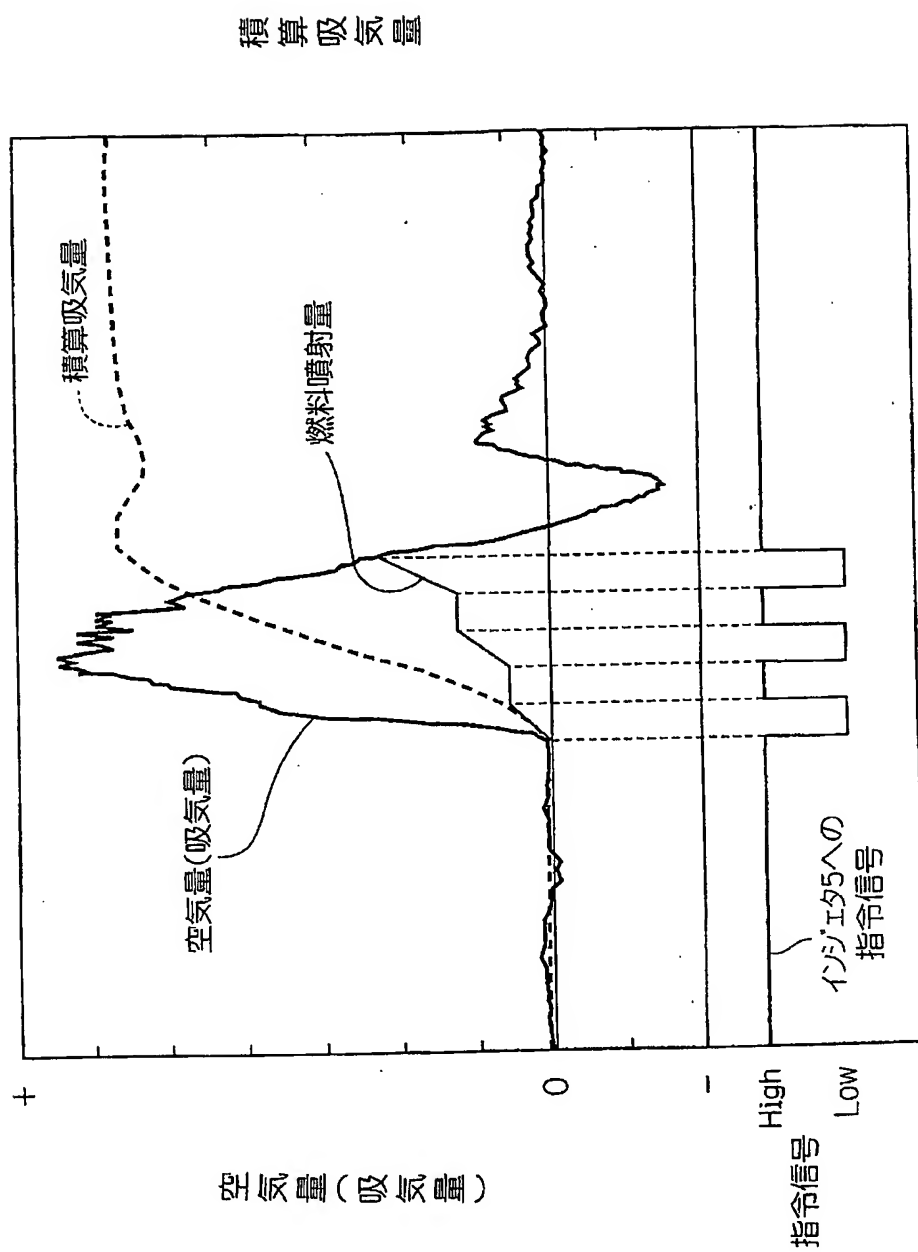 空気量(吸気量)
積算吸気量
+
0
-
High
Low
指令信号
空気量(吸気量)
積算吸気量
燃料噴射量
インジェクタ5への
指令信号